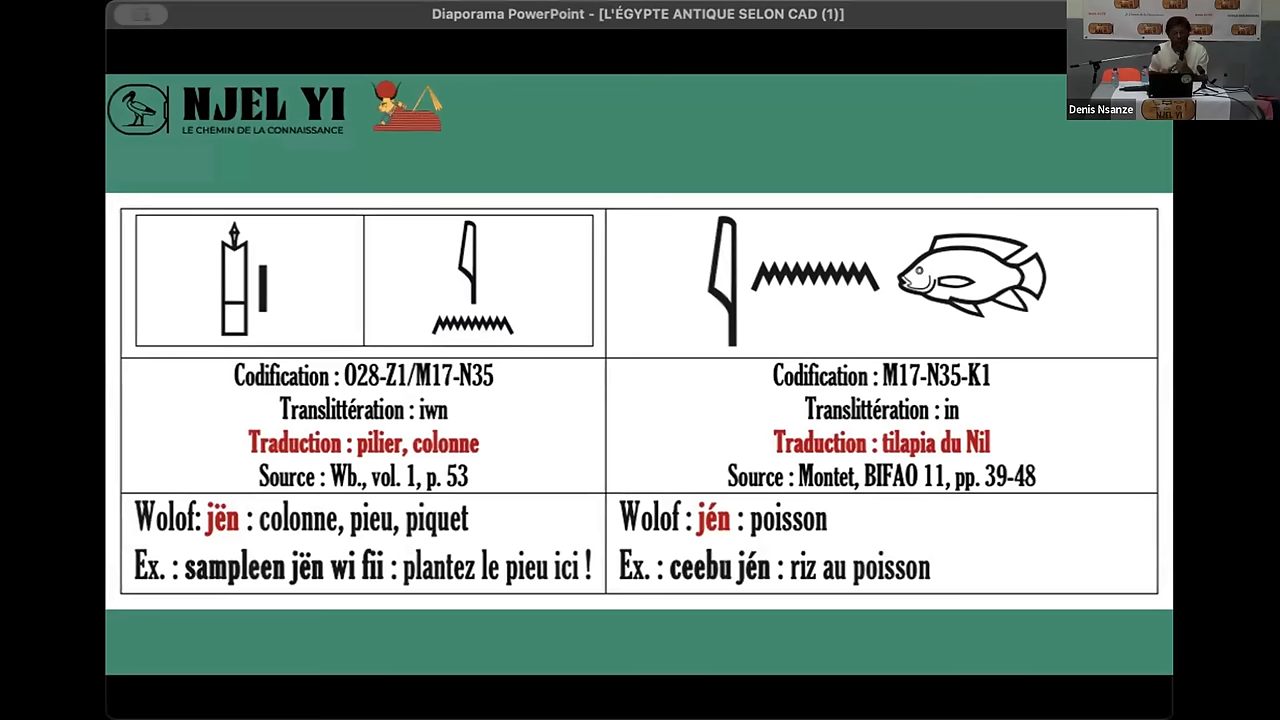 Diaporama PowerPoint - [L'ÉGYPTE ANTIQUE SELON CAD (1)]
NJEL YI
LE CHEMIN DE LA CONNAISSANCE
Denis Nsanze
NJEL YI
Codification : O28-Z1/M17-N35
Translittération : iwn
Traduction : pilier, colonne
Source : Wb., vol. 1, p. 53
Codification : M17-N35-K1
Translittération : in
Traduction : tilapia du Nil
Source : Montet, BIFAO 11, pp. 39-48
Wolof: jën : colonne, pieu, piquet
Ex. : sampleen jën wi fii : plantez le pieu ici !
Wolof : jén : poisson
Ex. : ceebu jén : riz au poisson